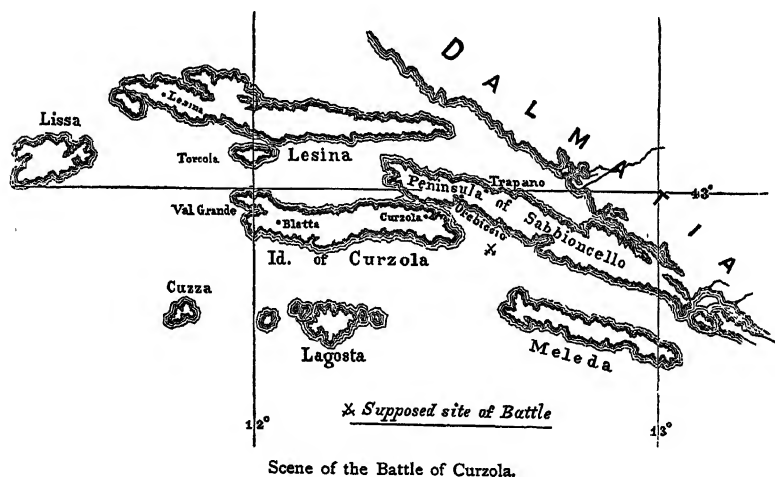 DALMATIA
Lesina
Lissa
Torcola
Lesina
Trapano
43°
Peninsula of Sabbioncello
Val Grande
Blatta
Curzola
Orebiccio
Id. of Curzola
Cuzza
Lagosta
Meleda
Supposed site of Battle
12°
13°
Scene of the Battle of Curzola.